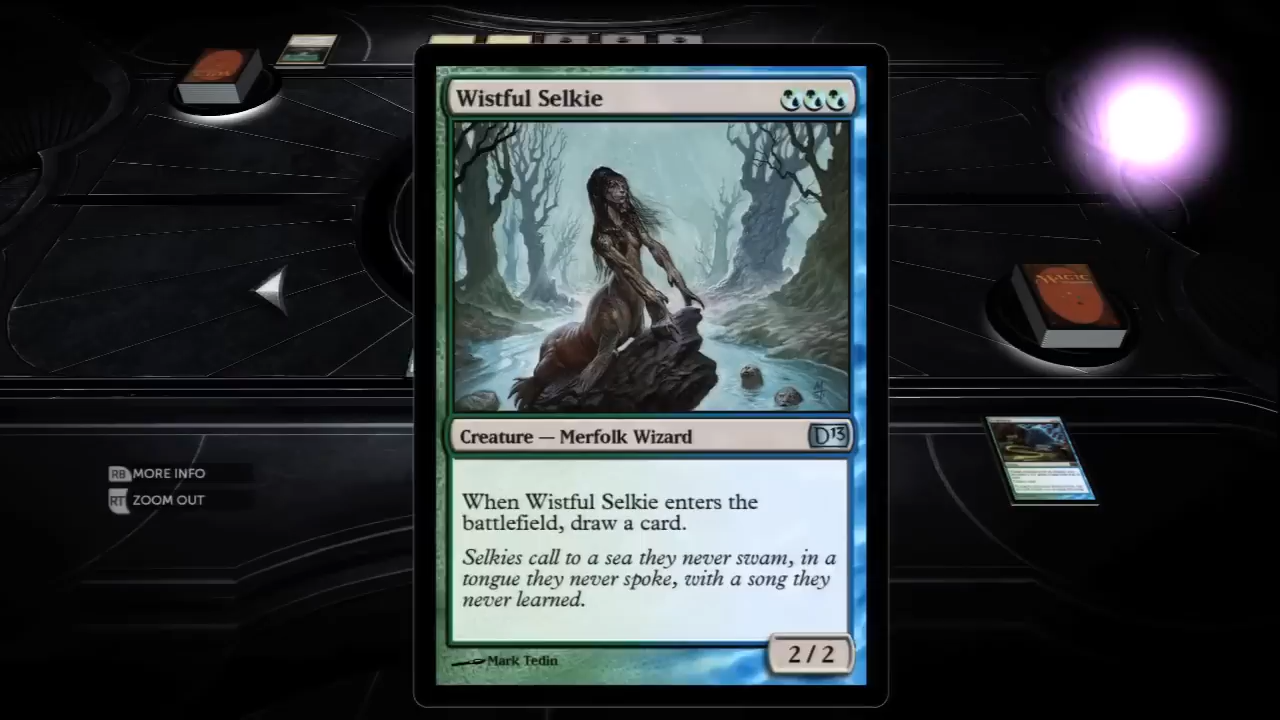 Wistful Selkie
Creature — Merfolk Wizard
D13
When Wistful Selkie enters the
battlefield, draw a card.
Selkies call to a sea they never swam, in a
tongue they never spoke, with a song they
never learned.
2 / 2
Mark Tedin
RB MORE INFO
RT ZOOM OUT
MAGIC